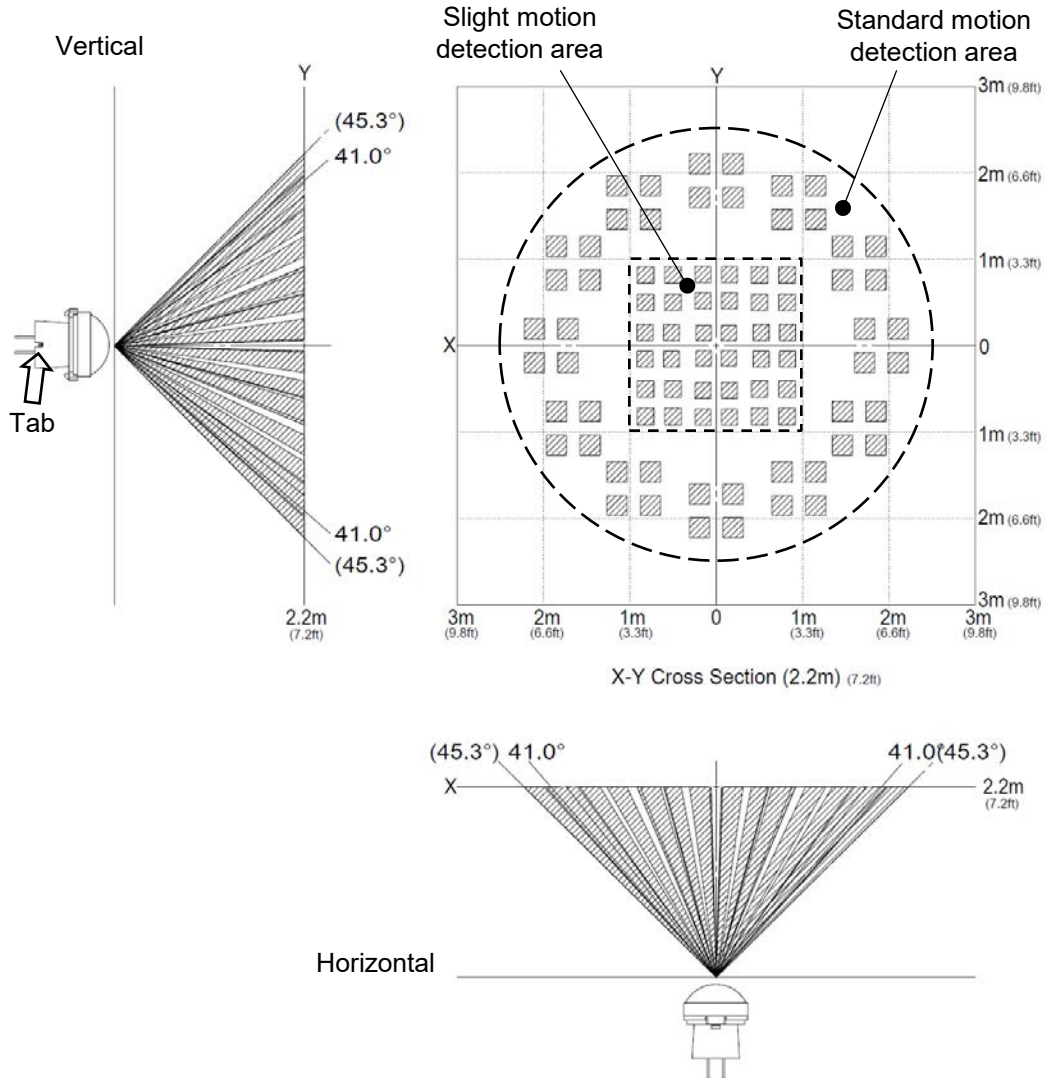 Slight motion
detection area
Standard motion
detection area
Vertical
Y
Y
3m (9.8ft)
(45.3°)
41.0°
2m (6.6ft)
1m (3.3ft)
X
0
Tab
1m (3.3ft)
41.0°
2m (6.6ft)
(45.3°)
3m (9.8ft)
2.2m
(7.2ft)
3m
(9.8ft)
2m
(6.6ft)
1m
(3.3ft)
0
1m
(3.3ft)
2m
(6.6ft)
3m
(9.8ft)
X-Y Cross Section (2.2m) (7.2ft)
(45.3°) 41.0°
41.0°(45.3°)
X
2.2m
(7.2ft)
Horizontal